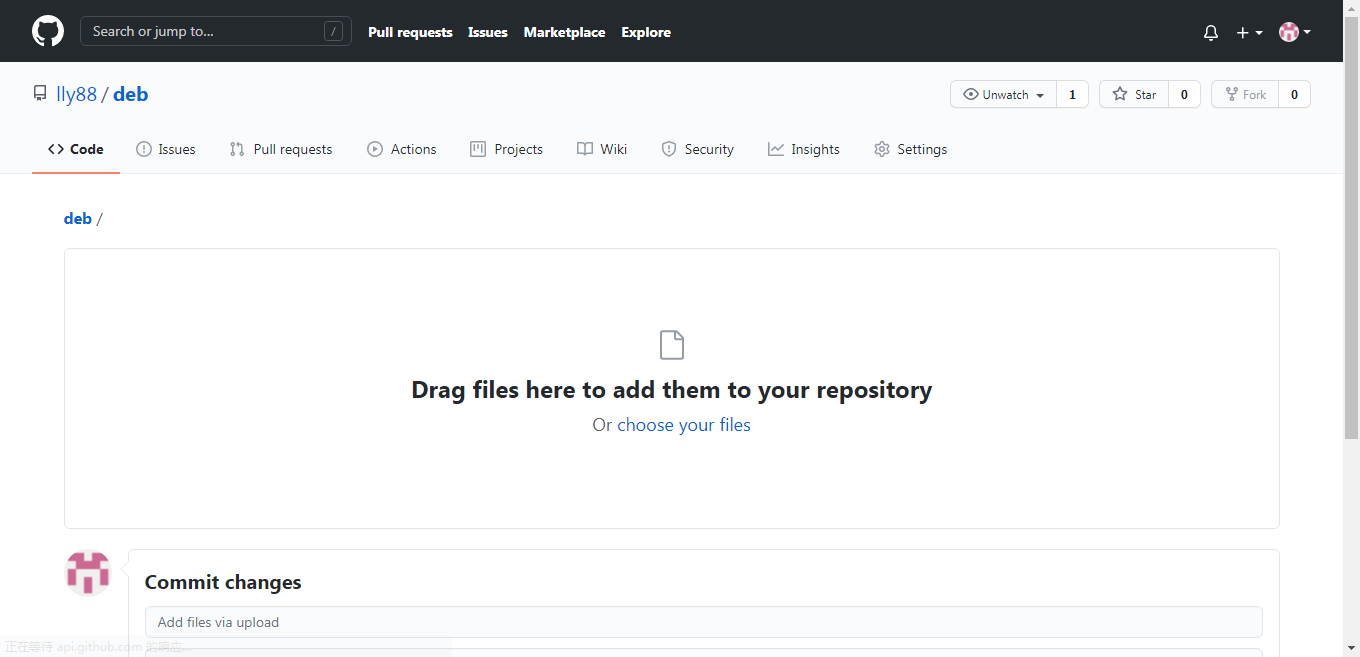 Search or jump to... /
Pull requests Issues Marketplace Explore
lly88 / deb
Unwatch 1 Star 0 Fork 0
Code Issues Pull requests Actions Projects Wiki Security Insights Settings
deb /
Drag files here to add them to your repository
Or choose your files
Commit changes
Add files via upload
正在等待 api.github.com 的响应...